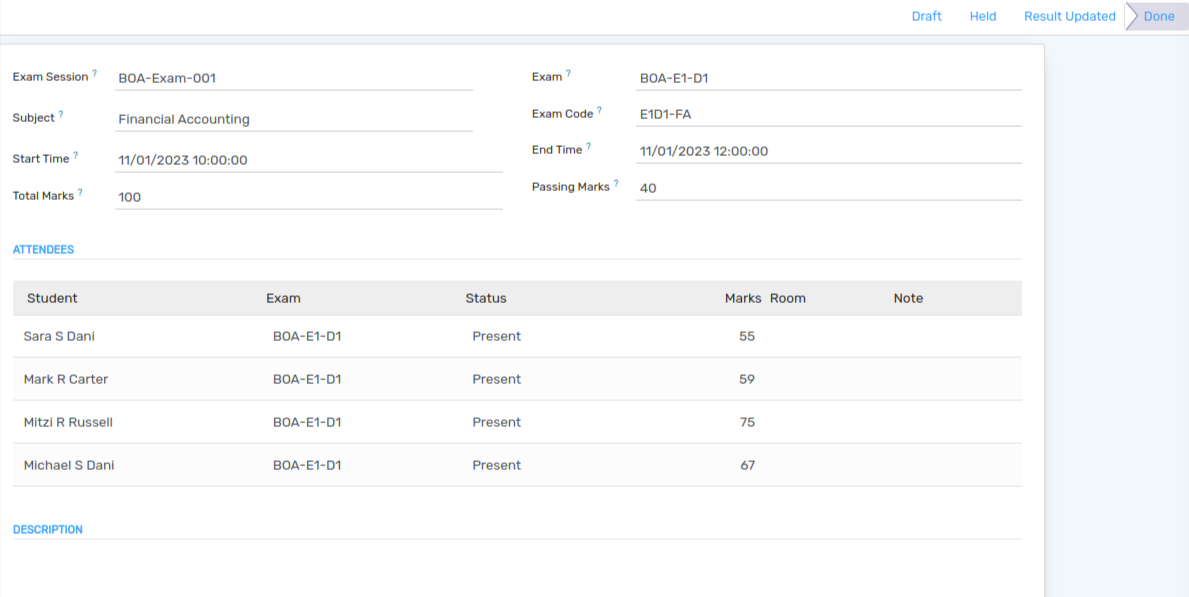 Draft Held Result Updated Done
Exam Session ? BOA-Exam-001 Exam ? BOA-E1-D1
Subject ? Financial Accounting Exam Code ? E1D1-FA
Start Time ? 11/01/2023 10:00:00 End Time ? 11/01/2023 12:00:00
Total Marks ? 100 Passing Marks ? 40
ATTENDEES
Student Exam Status Marks Room Note
Sara S Dani BOA-E1-D1 Present 55
Mark R Carter BOA-E1-D1 Present 59
Mitzi R Russell BOA-E1-D1 Present 75
Michael S Dani BOA-E1-D1 Present 67
DESCRIPTION